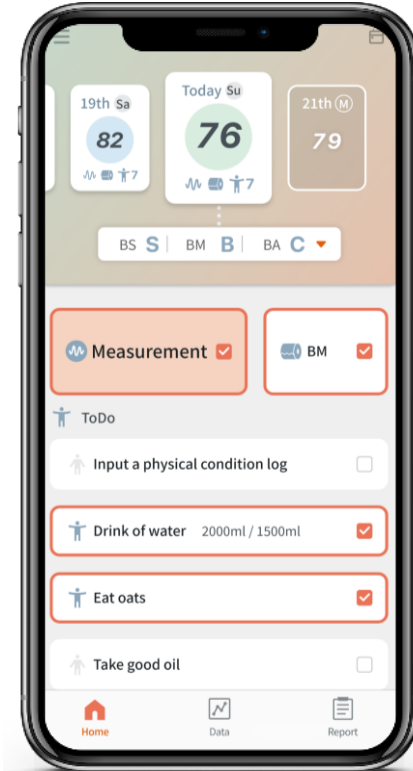 19th Sa
82
7
Today Su
76
7
21th M
79
BS S BM B BA C
Measurement
BM
ToDo
Input a physical condition log
Drink of water 2000ml / 1500ml
Eat oats
Take good oil
Home
Data
Report